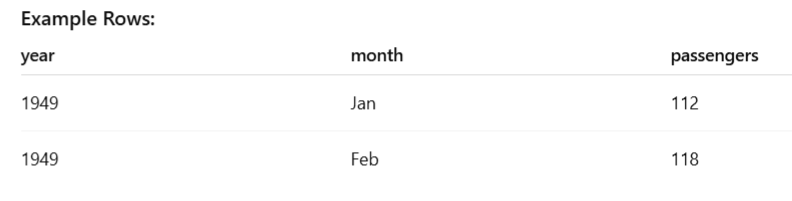 Example Rows:
year month passengers
1949 Jan 112
1949 Feb 118